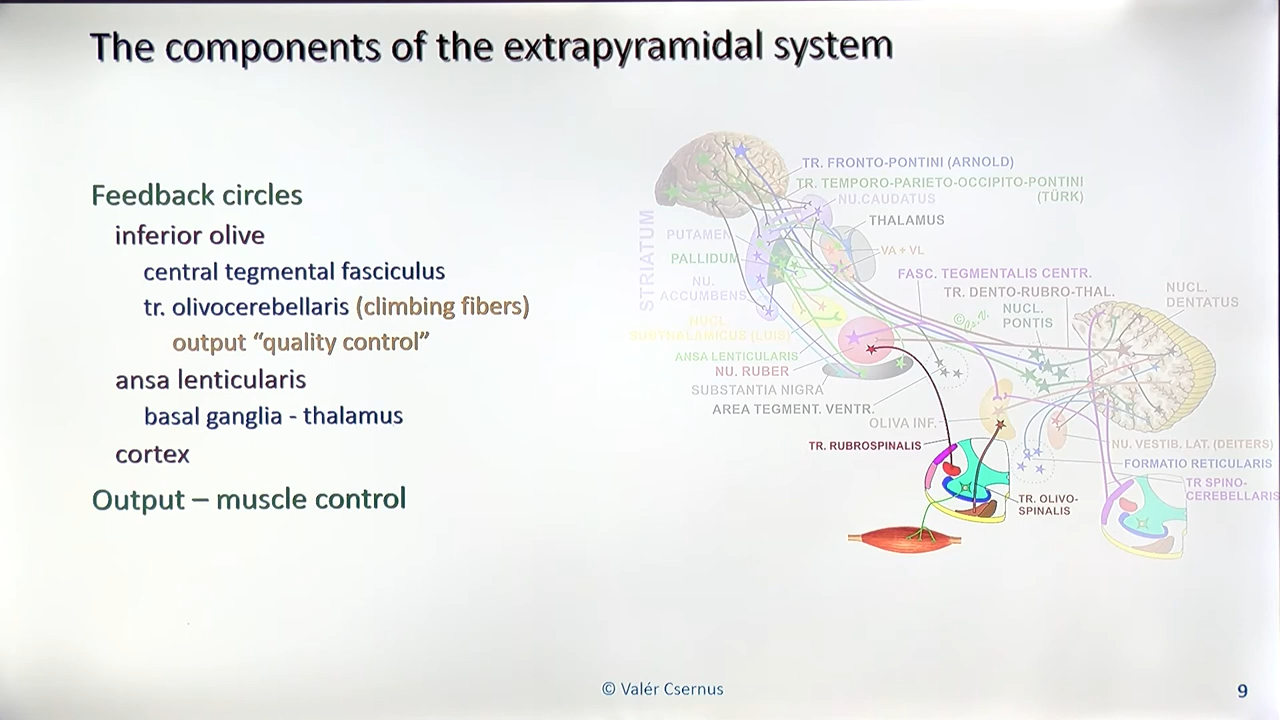 The components of the extrapyramidal system
Feedback circles
inferior olive
central tegmental fasciculus
tr. olivocerebellaris (climbing fibers)
output “quality control”
ansa lenticularis
basal ganglia - thalamus
cortex
Output – muscle control
TR. FRONTO-PONTINI (ARNOLD)
TR. TEMPORO-PARIETO-OCCIPITO-PONTINI
(TÜRK)
NU.CAUDATUS
THALAMUS
STRIATUM
PUTAMEN
VA + VL
PALLIDUM
FASC. TEGMENTALIS CENTR.
NU.
ACCUMBENS
TR. DENTO-RUBRO-THAL.
NUCL.
DENTATUS
NUCL.
PONTIS
NUCL.
SUBTHALAMICUS (LUIS)
ANSA LENTICULARIS
NU. RUBER
SUBSTANTIA NIGRA
AREA TEGMENT. VENTR.
OLIVA INF.
TR. RUBROSPINALIS
NU. VESTIB. LAT. (DEITERS)
FORMATIO RETICULARIS
TR SPINO-
CEREBELLARIS
TR. OLIVO-
SPINALIS
© Valér Csernus
9